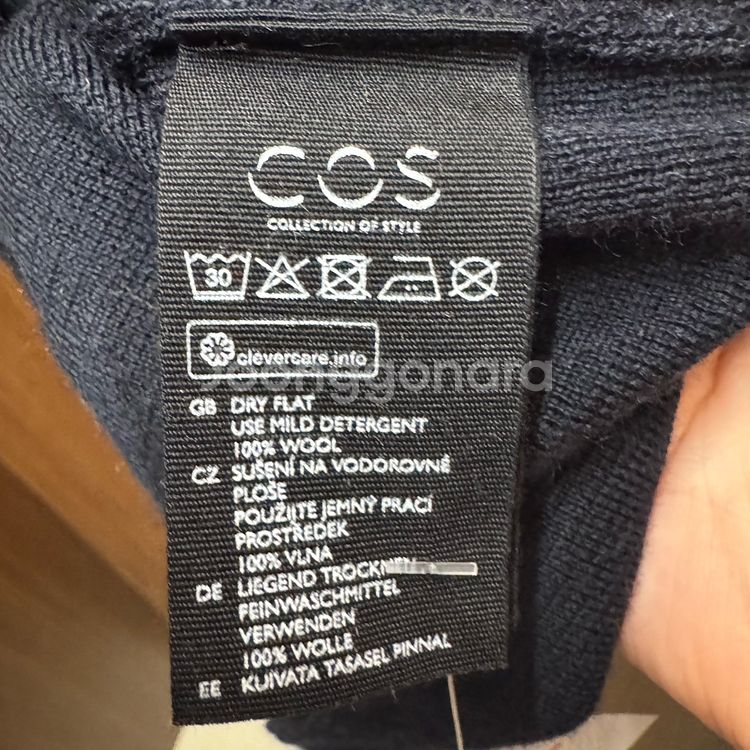 COS
COLLECTION OF STYLE
30
clevercare.info
GB DRY FLAT
USE MILD DETERGENT
100% WOOL
CZ SUŠENÍ NA VODOROVNÉ
PLOŠE
POUŽIJTE JEMNÝ PRACÍ
PROSTŘEDEK
100% VLNA
DE LIEGEND TROCKNEN
FEINWASCHMITTEL
VERWENDEN
100% WOLLE
EE KUIVATA TASASEL PINNAL